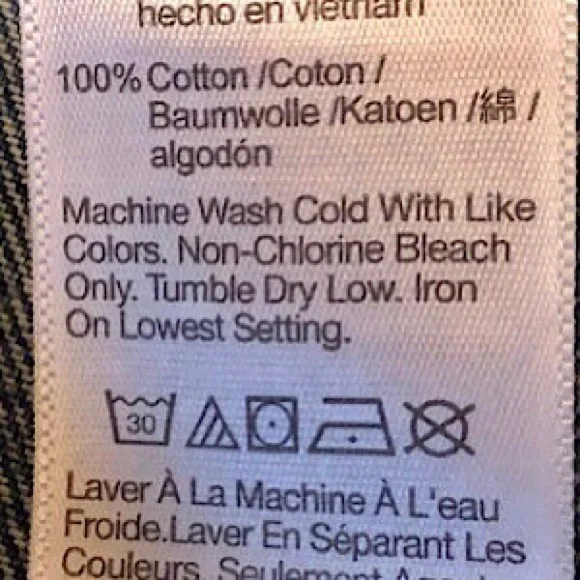 hecho en vietnam
100% Cotton /Coton /
Baumwolle /Katoen /綿 /
algodón
Machine Wash Cold With Like
Colors. Non-Chlorine Bleach
Only. Tumble Dry Low. Iron
On Lowest Setting.
30
Laver À La Machine À L'eau
Froide.Laver En Séparant Les
Couleurs. Seulement